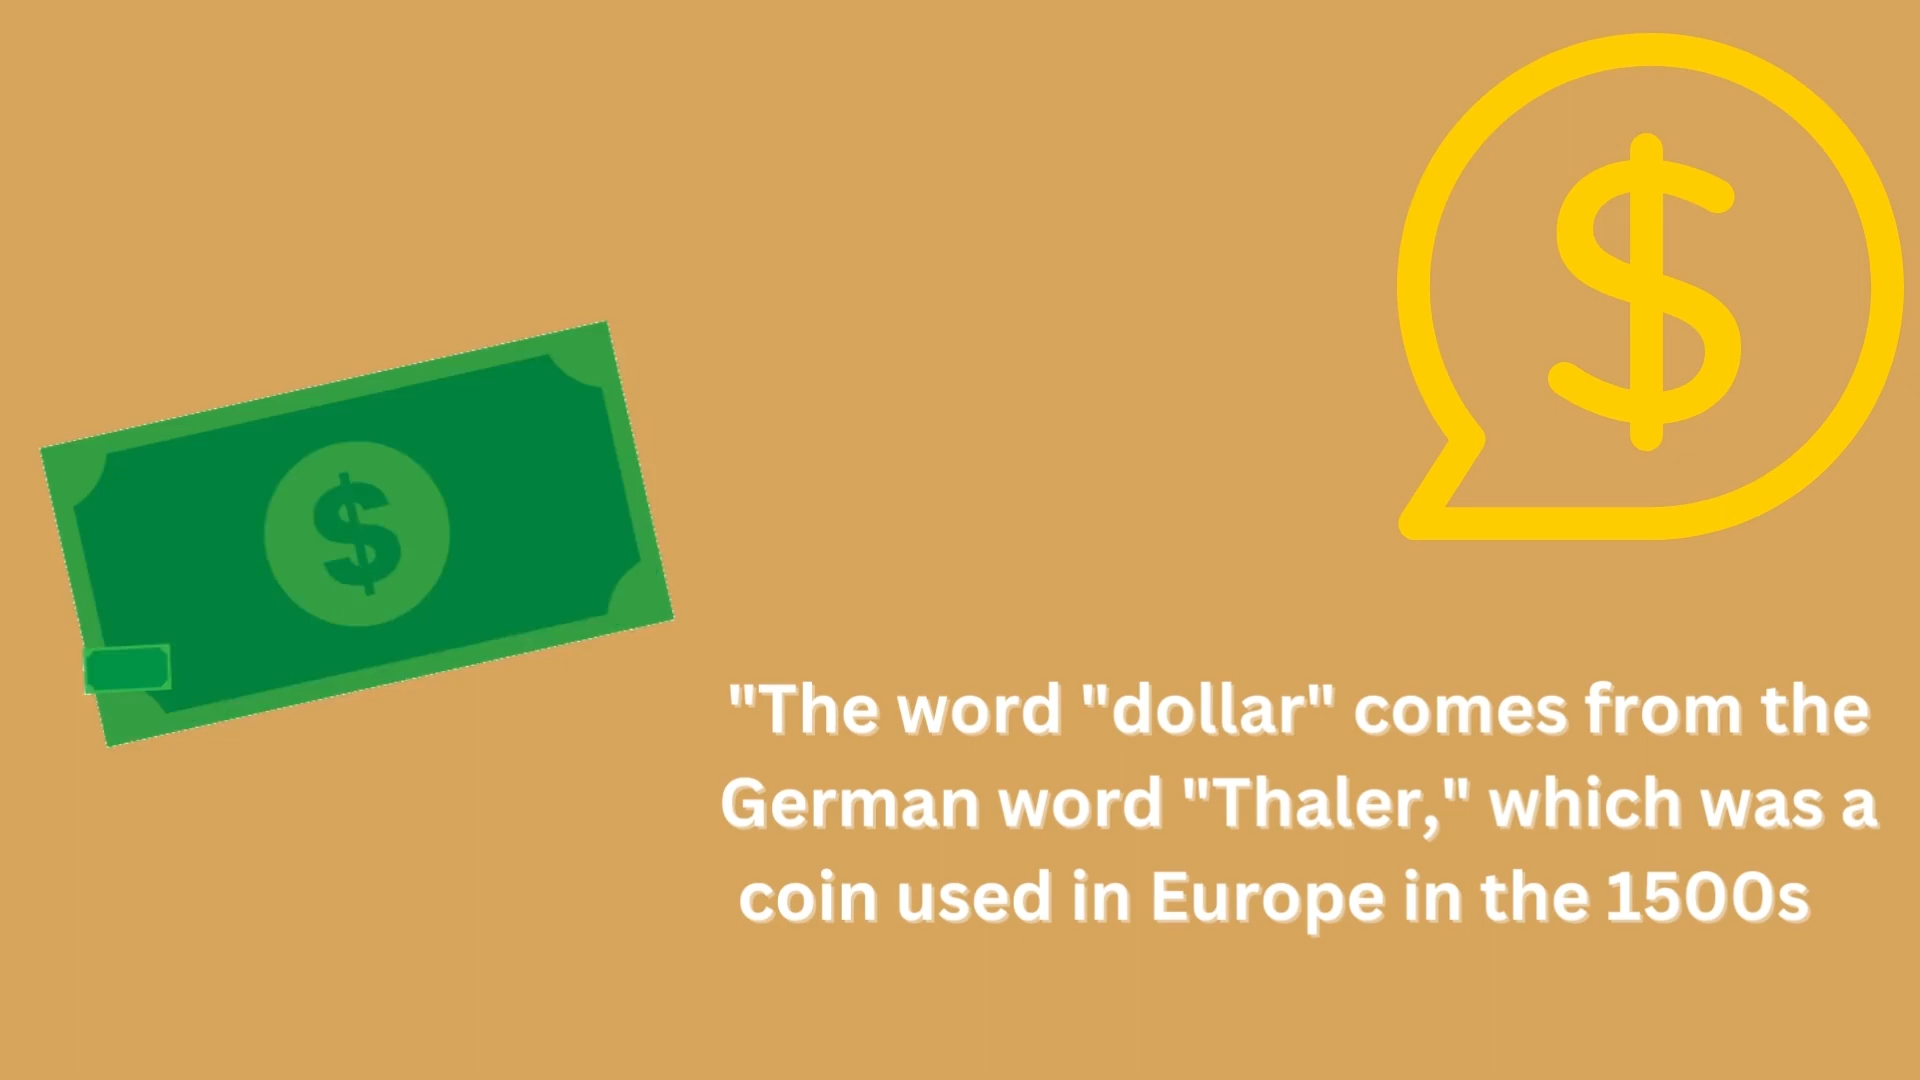 $
$
"The word "dollar" comes from the
German word "Thaler," which was a
coin used in Europe in the 1500s